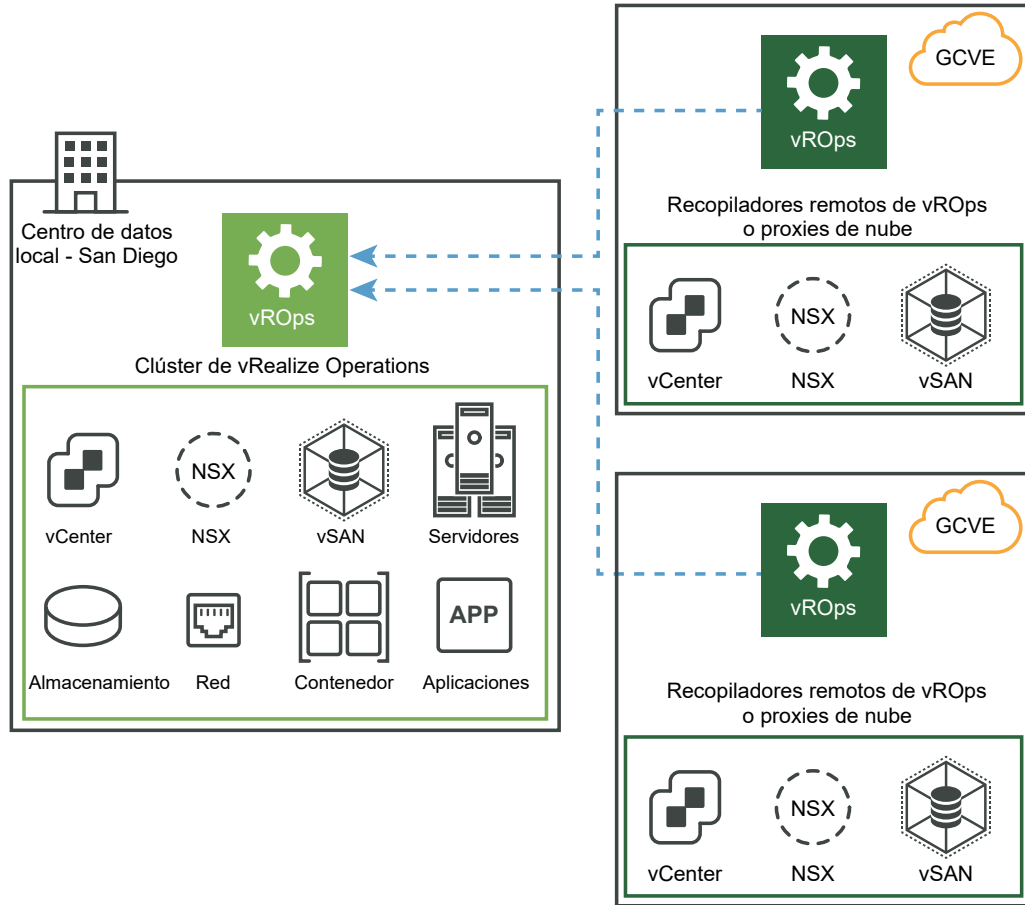 Centro de datos
local - San Diego
vROps
Clúster de vRealize Operations
vCenter
NSX
NSX
vSAN
Servidores
Almacenamiento
Red
Contenedor
APP
Aplicaciones
GCVE
vROps
Recopiladores remotos de vROps
o proxies de nube
vCenter
NSX
NSX
vSAN
GCVE
vROps
Recopiladores remotos de vROps
o proxies de nube
vCenter
NSX
NSX
vSAN